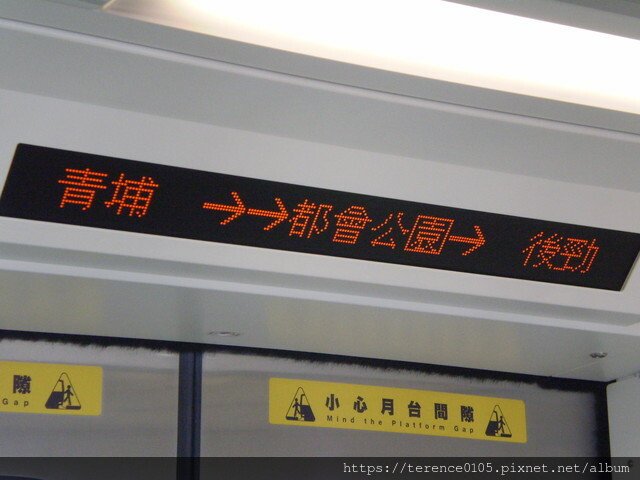 青埔 →→都會公園→ 後勁
隙
Gap
小心月台間隙
Mind the Platform Gap
https://terence0105.pixnet.net/album